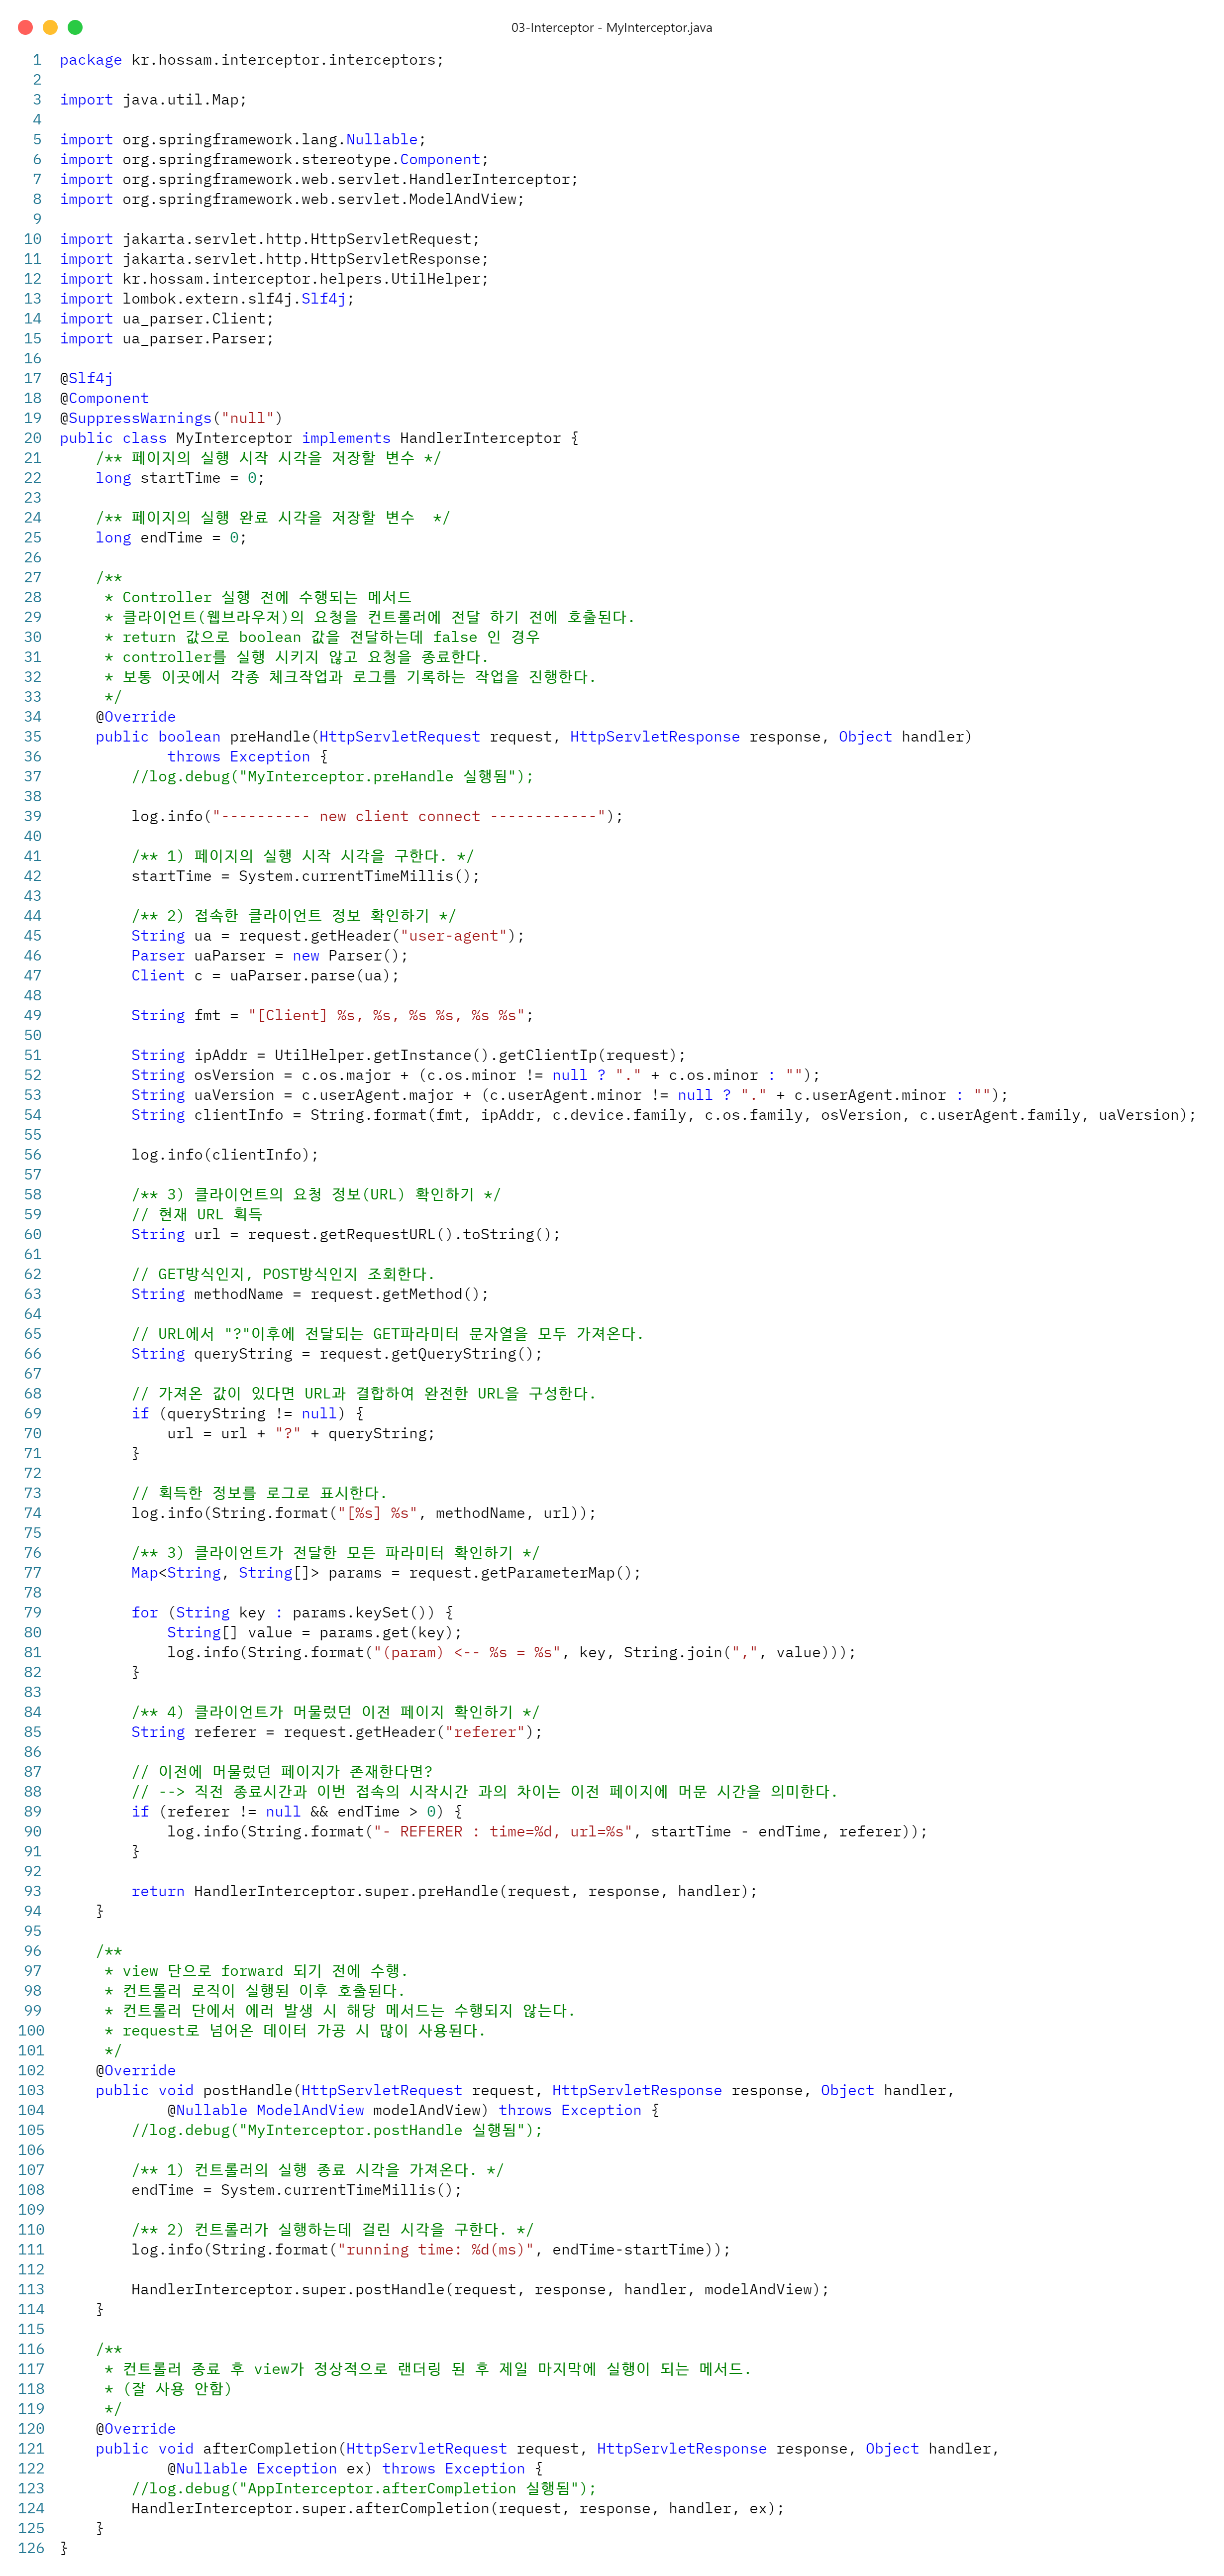 03-Interceptor - MyInterceptor.java
1 package kr.hossam.interceptor.interceptors;
2
3 import java.util.Map;
4
5 import org.springframework.lang.Nullable;
6 import org.springframework.stereotype.Component;
7 import org.springframework.web.servlet.HandlerInterceptor;
8 import org.springframework.web.servlet.ModelAndView;
9
10 import jakarta.servlet.http.HttpServletRequest;
11 import jakarta.servlet.http.HttpServletResponse;
12 import kr.hossam.interceptor.helpers.UtilHelper;
13 import lombok.extern.slf4j.Slf4j;
14 import ua_parser.Client;
15 import ua_parser.Parser;
16
17 @Slf4j
18 @Component
19 @SuppressWarnings("null")
20 public class MyInterceptor implements HandlerInterceptor {
21     /** 페이지의 실행 시작 시각을 저장할 변수 */
22     long startTime = 0;
23
24     /** 페이지의 실행 완료 시각을 저장할 변수  */
25     long endTime = 0;
26
27     /**
28      * Controller 실행 전에 수행되는 메서드
29      * 클라이언트(웹브라우저)의 요청을 컨트롤러에 전달 하기 전에 호출된다.
30      * return 값으로 boolean 값을 전달하는데 false 인 경우
31      * controller를 실행 시키지 않고 요청을 종료한다.
32      * 보통 이곳에서 각종 체크작업과 로그를 기록하는 작업을 진행한다.
33      */
34     @Override
35     public boolean preHandle(HttpServletRequest request, HttpServletResponse response, Object handler)
36             throws Exception {
37         //log.debug("MyInterceptor.preHandle 실행됨");
38
39         log.info("---------- new client connect ------------");
40
41         /** 1) 페이지의 실행 시작 시각을 구한다. */
42         startTime = System.currentTimeMillis();
43
44         /** 2) 접속한 클라이언트 정보 확인하기 */
45         String ua = request.getHeader("user-agent");
46         Parser uaParser = new Parser();
47         Client c = uaParser.parse(ua);
48
49         String fmt = "[Client] %s, %s, %s %s, %s %s";
50
51         String ipAddr = UtilHelper.getInstance().getClientIp(request);
52         String osVersion = c.os.major + (c.os.minor != null ? "." + c.os.minor : "");
53         String uaVersion = c.userAgent.major + (c.userAgent.minor != null ? "." + c.userAgent.minor : "");
54         String clientInfo = String.format(fmt, ipAddr, c.device.family, c.os.family, osVersion, c.userAgent.family, uaVersion);
55
56         log.info(clientInfo);
57
58         /** 3) 클라이언트의 요청 정보(URL) 확인하기 */
59         // 현재 URL 획득
60         String url = request.getRequestURL().toString();
61
62         // GET방식인지, POST방식인지 조회한다.
63         String methodName = request.getMethod();
64
65         // URL에서 "?"이후에 전달되는 GET파라미터 문자열을 모두 가져온다.
66         String queryString = request.getQueryString();
67
68         // 가져온 값이 있다면 URL과 결합하여 완전한 URL을 구성한다.
69         if (queryString != null) {
70             url = url + "?" + queryString;
71         }
72
73         // 획득한 정보를 로그로 표시한다.
74         log.info(String.format("[%s] %s", methodName, url));
75
76         /** 3) 클라이언트가 전달한 모든 파라미터 확인하기 */
77         Map<String, String[]> params = request.getParameterMap();
78
79         for (String key : params.keySet()) {
80             String[] value = params.get(key);
81             log.info(String.format("(param) <-- %s = %s", key, String.join(",", value)));
82         }
83
84         /** 4) 클라이언트가 머물렀던 이전 페이지 확인하기 */
85         String referer = request.getHeader("referer");
86
87         // 이전에 머물렀던 페이지가 존재한다면?
88         // --> 직전 종료시간과 이번 접속의 시작시간 과의 차이는 이전 페이지에 머문 시간을 의미한다.
89         if (referer != null && endTime > 0) {
90             log.info(String.format("- REFERER : time=%d, url=%s", startTime - endTime, referer));
91         }
92
93         return HandlerInterceptor.super.preHandle(request, response, handler);
94     }
95
96     /**
97      * view 단으로 forward 되기 전에 수행.
98      * 컨트롤러 로직이 실행된 이후 호출된다.
99      * 컨트롤러 단에서 에러 발생 시 해당 메서드는 수행되지 않는다.
100      * request로 넘어온 데이터 가공 시 많이 사용된다.
101      */
102     @Override
103     public void postHandle(HttpServletRequest request, HttpServletResponse response, Object handler,
104             @Nullable ModelAndView modelAndView) throws Exception {
105         //log.debug("MyInterceptor.postHandle 실행됨");
106
107         /** 1) 컨트롤러의 실행 종료 시각을 가져온다. */
108         endTime = System.currentTimeMillis();
109
110         /** 2) 컨트롤러가 실행하는데 걸린 시각을 구한다. */
111         log.info(String.format("running time: %d(ms)", endTime-startTime));
112
113         HandlerInterceptor.super.postHandle(request, response, handler, modelAndView);
114     }
115
116     /**
117      * 컨트롤러 종료 후 view가 정상적으로 랜더링 된 후 제일 마지막에 실행이 되는 메서드.
118      * (잘 사용 안함)
119      */
120     @Override
121     public void afterCompletion(HttpServletRequest request, HttpServletResponse response, Object handler,
122             @Nullable Exception ex) throws Exception {
123         //log.debug("AppInterceptor.afterCompletion 실행됨");
124         HandlerInterceptor.super.afterCompletion(request, response, handler, ex);
125     }
126 }